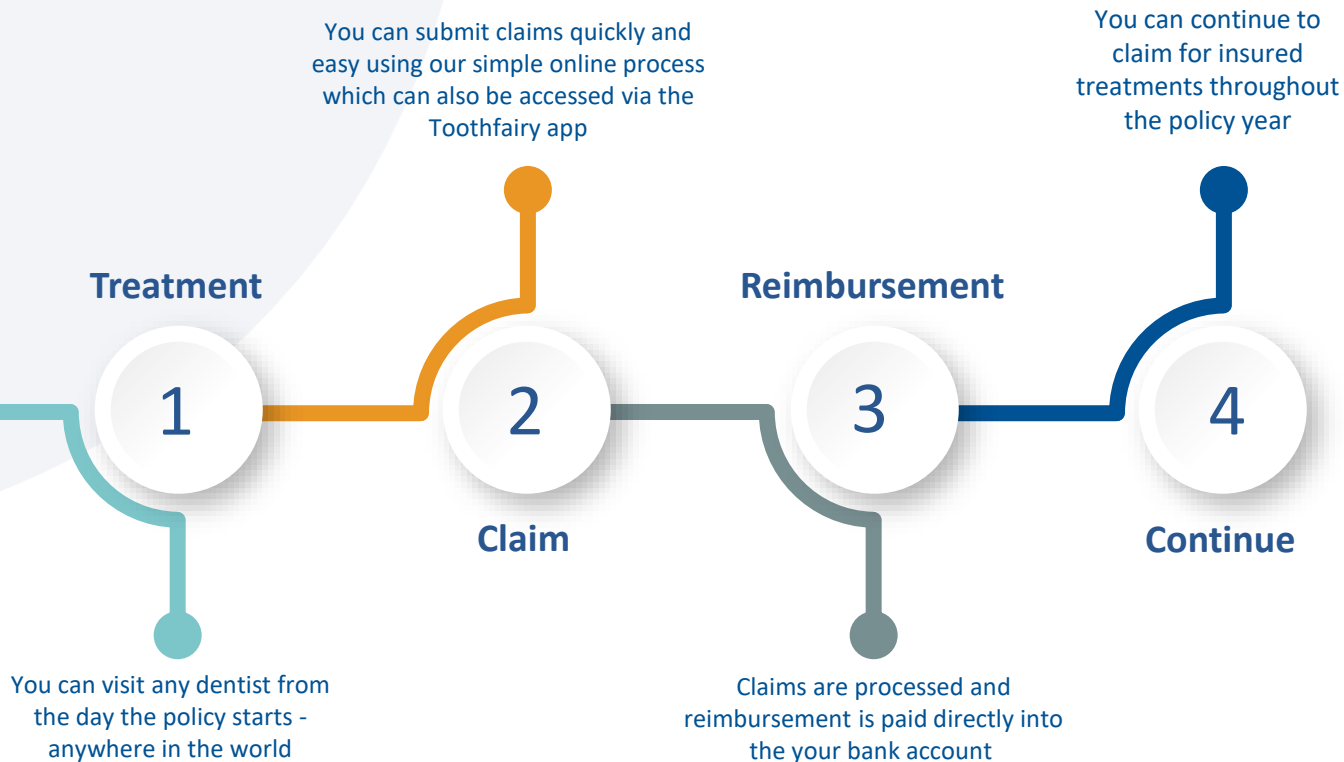 Treatment
1
You can visit any dentist from
the day the policy starts -
anywhere in the world
You can submit claims quickly and
easy using our simple online process
which can also be accessed via the
Toothfairy app
2
Claim
Reimbursement
3
Claims are processed and
reimbursement is paid directly into
the your bank account
You can continue to
claim for insured
treatments throughout
the policy year
4
Continue